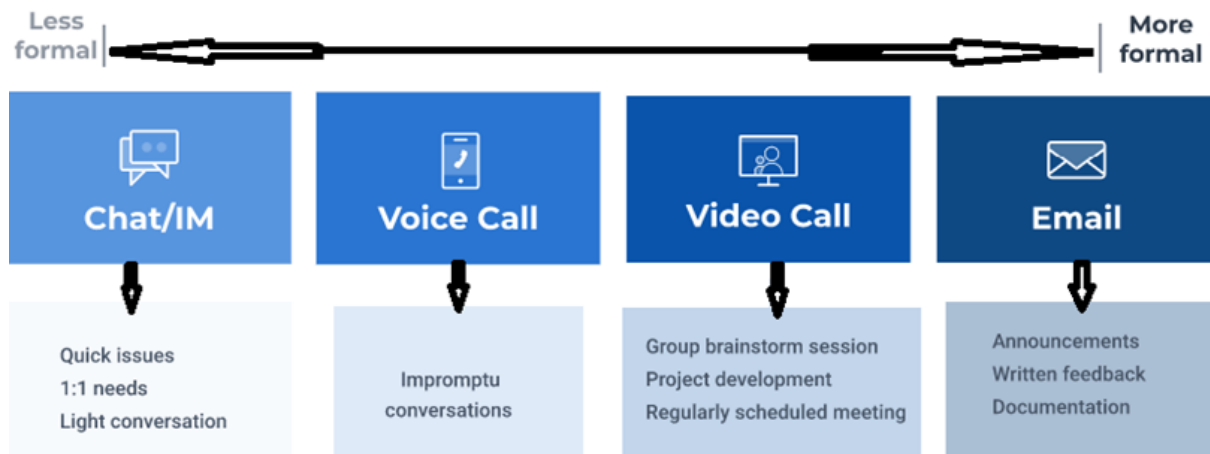 Less
formal
More
formal
Chat/IM
Voice Call
Video Call
Email
Quick issues
1:1 needs
Light conversation
Impromptu
conversations
Group brainstorm session
Project development
Regularly scheduled meeting
Announcements
Written feedback
Documentation